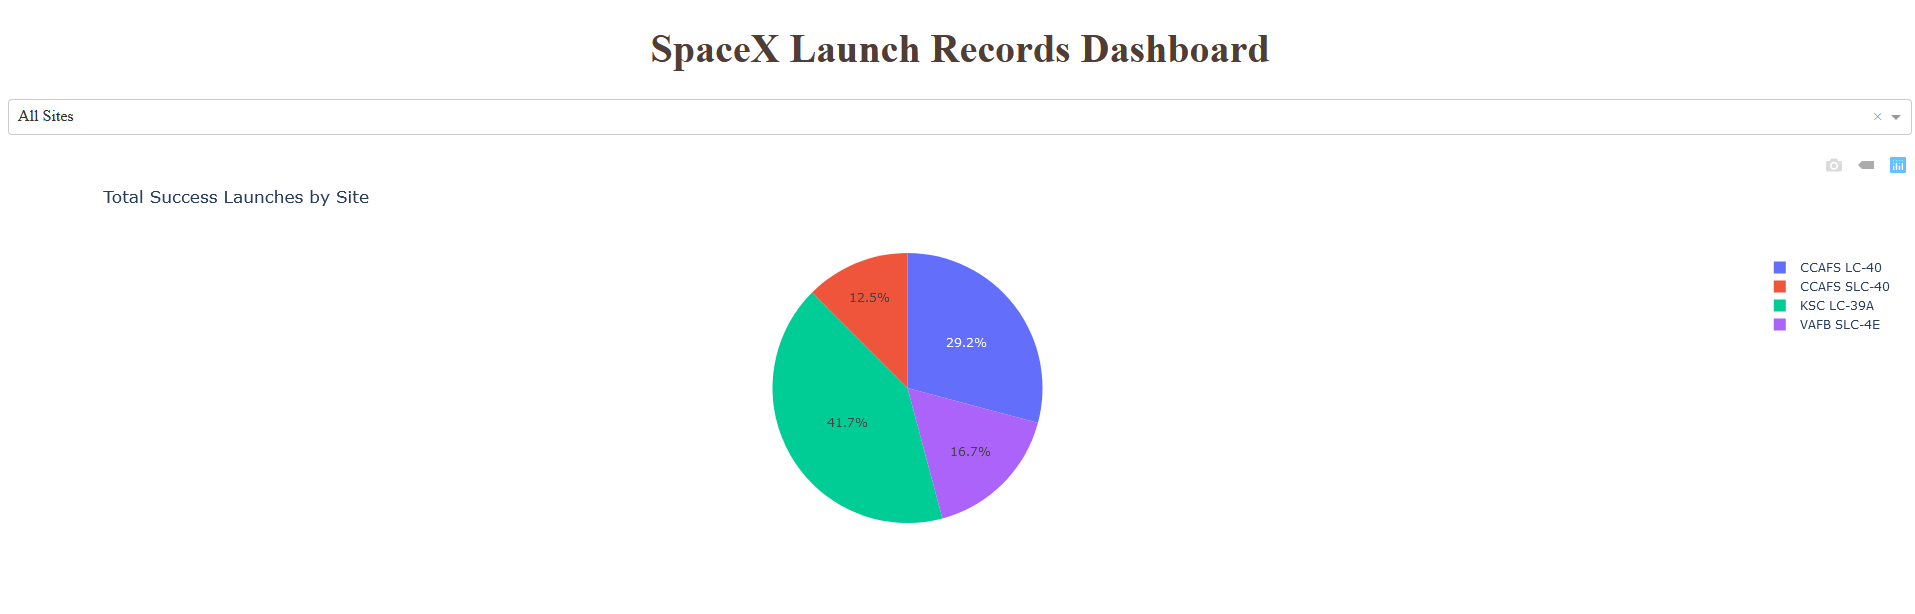 SpaceX Launch Records Dashboard
All Sites
Total Success Launches by Site
CCAFS LC-40
CCAFS SLC-40
KSC LC-39A
VAFB SLC-4E
12.5%
29.2%
41.7%
16.7%